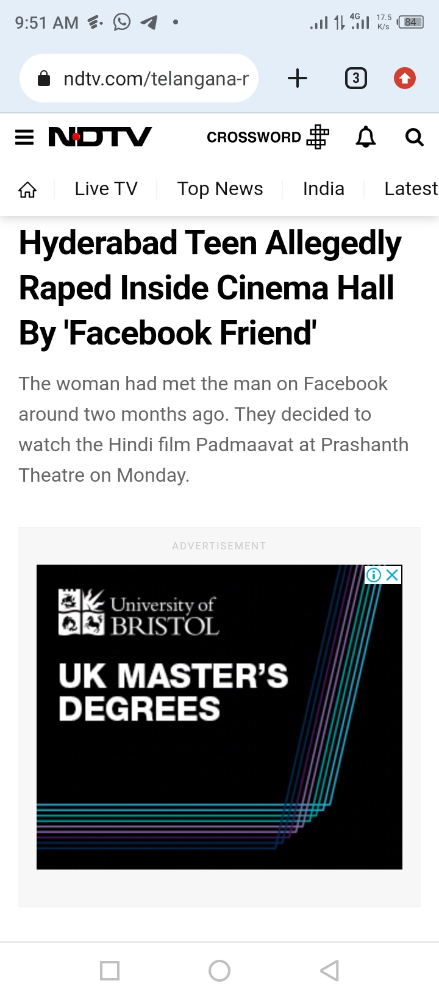 9:51 AM
4G
17.5
K/s
84
ndtv.com/telangana-r
3
NDTV
CROSSWORD
Live TV
Top News
India
Latest
Hyderabad Teen Allegedly
Raped Inside Cinema Hall
By 'Facebook Friend'
The woman had met the man on Facebook
around two months ago. They decided to
watch the Hindi film Padmaavat at Prashanth
Theatre on Monday.
ADVERTISEMENT
University of
BRISTOL
UK MASTER'S
DEGREES